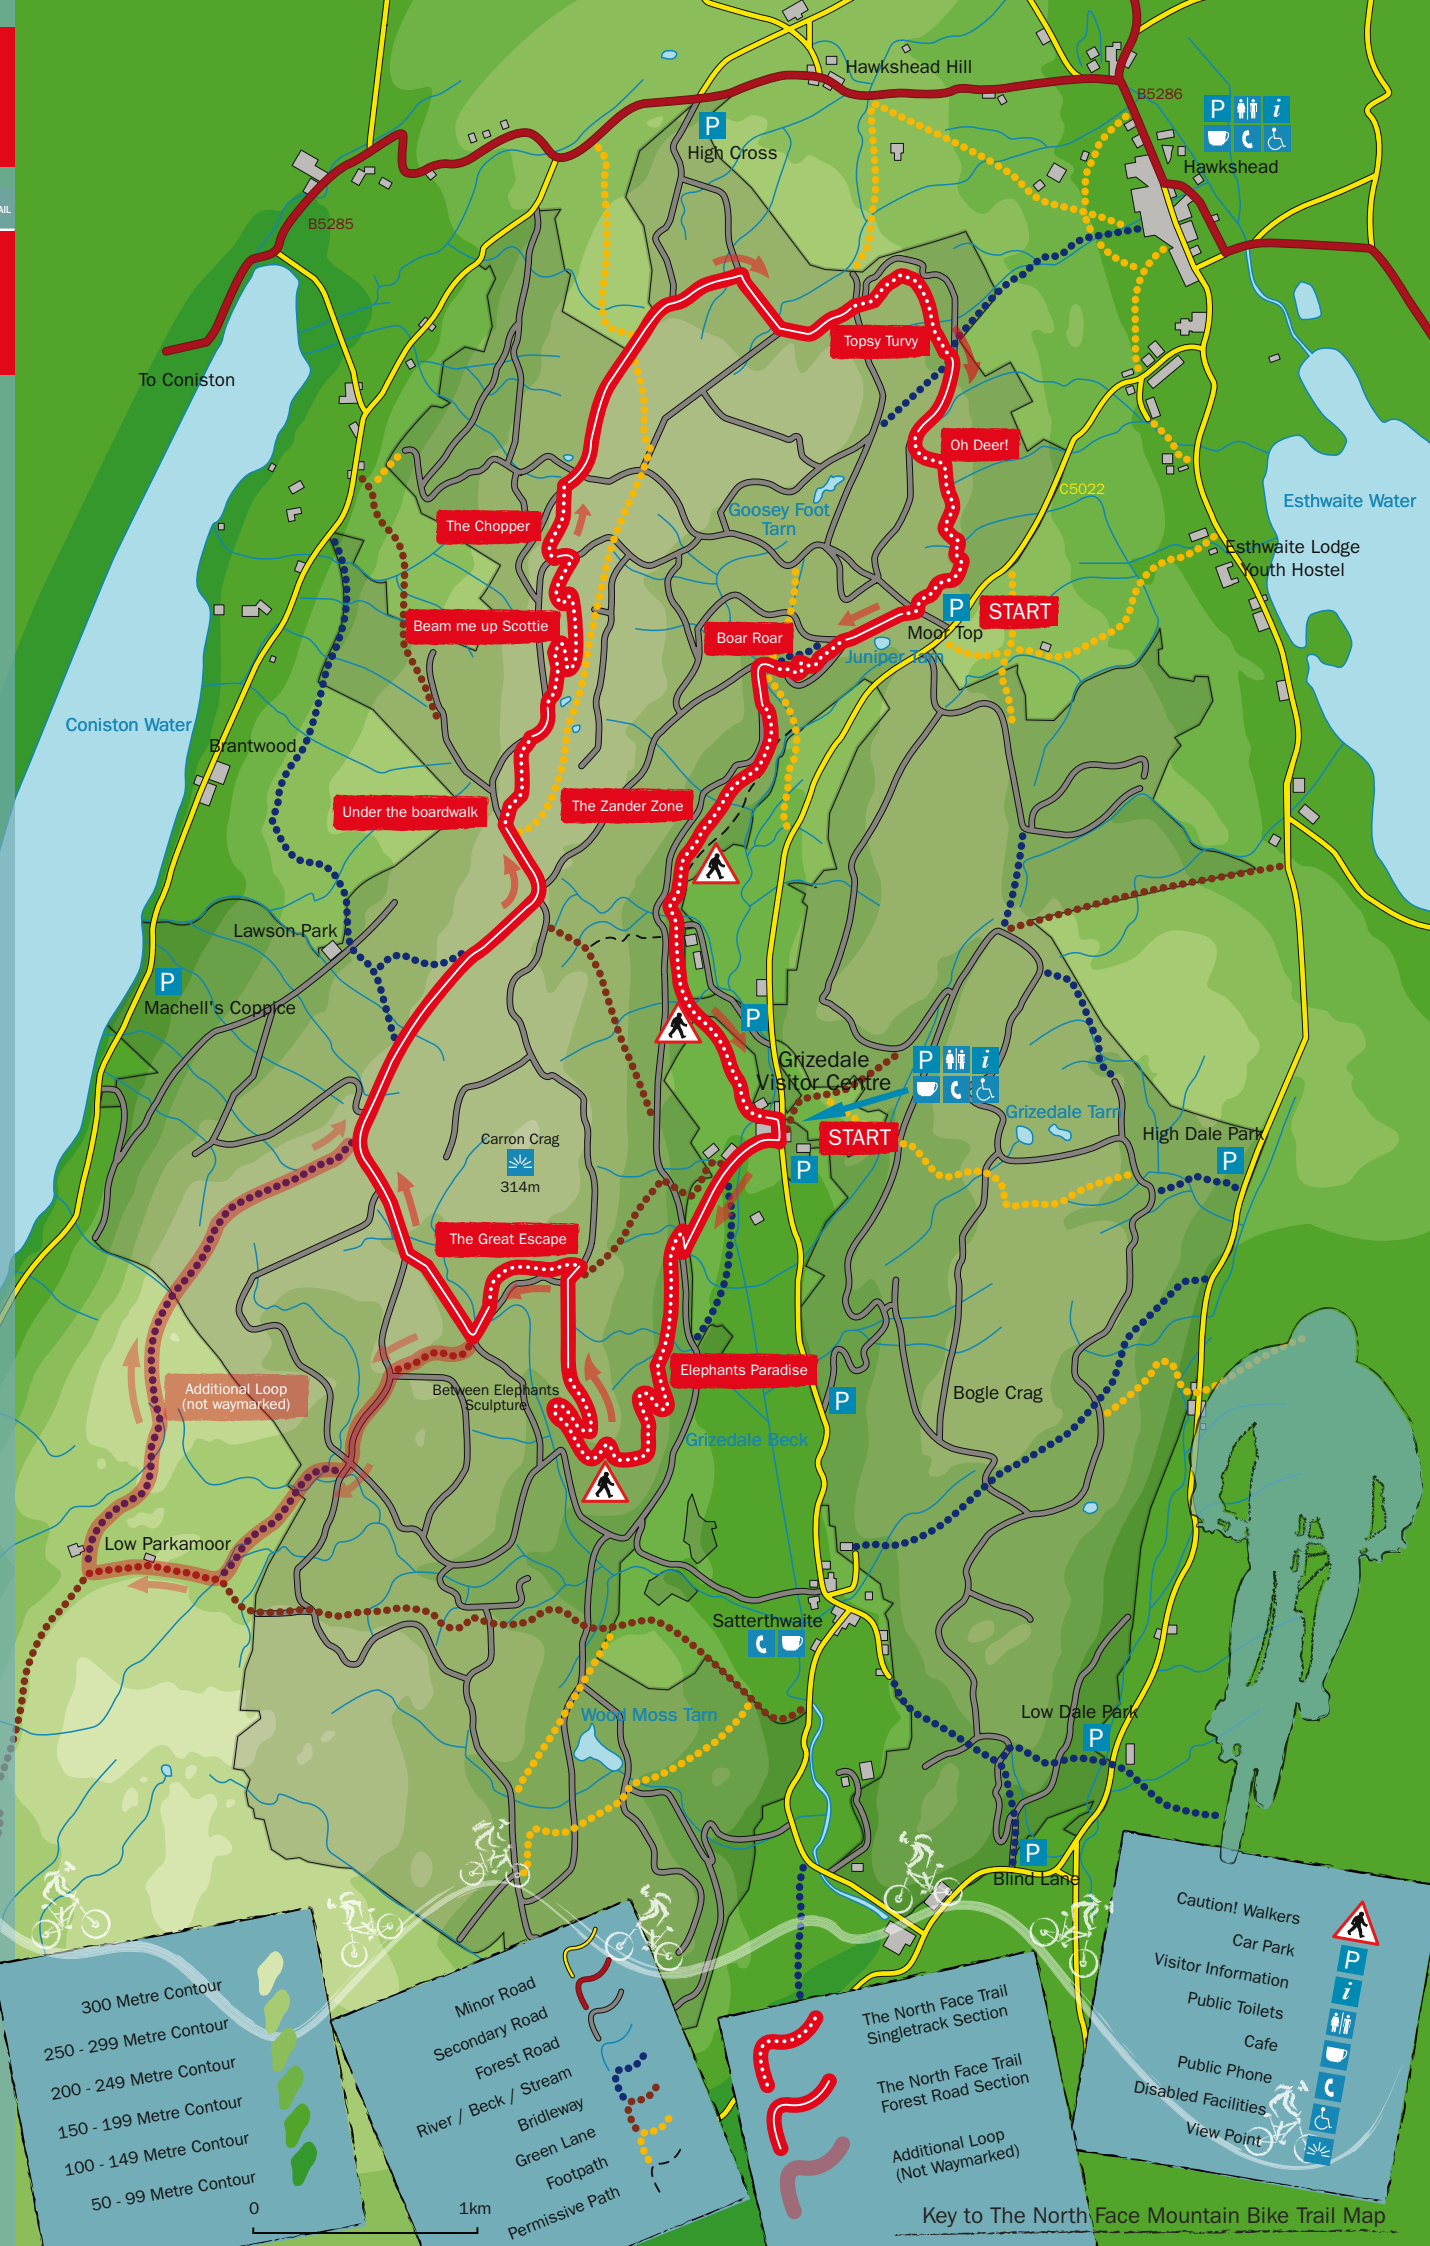 AIL
Hawkshead Hill
B5286
P
P
i
High Cross
Hawkshead
B5285
To Coniston
Topsy Turvy
Oh Deer!
C5022
Goosey Foot
Tarn
Esthwaite Water
The Chopper
Esthwaite Lodge
Youth Hostel
P
START
Beam me up Scottie
Boar Roar
Moor Top
Juniper Tarn
Coniston Water
Brantwood
Under the boardwalk
The Zander Zone
Lawson Park
P
Machell's Coppice
P
Grizedale
Visitor Centre
P
i
Grizedale Tarn
START
Carron Crag
314m
High Dale Park
P
P
The Great Escape
Elephants Paradise
Additional Loop
(not waymarked)
Between Elephants
Sculpture
P
Bogle Crag
Grizedale Beck
Low Parkamoor
Satterthwaite
Wood Moss Tarn
Low Dale Park
P
P
Blind Lane
300 Metre Contour
250 - 299 Metre Contour
200 - 249 Metre Contour
150 - 199 Metre Contour
100 - 149 Metre Contour
50 - 99 Metre Contour
0
1km
Minor Road
Secondary Road
Forest Road
River / Beck / Stream
Bridleway
Green Lane
Footpath
Permissive Path
The North Face Trail
Singletrack Section
The North Face Trail
Forest Road Section
Additional Loop
(Not Waymarked)
Caution! Walkers
Car Park
P
Visitor Information
i
Public Toilets
Cafe
Public Phone
Disabled Facilities
View Point
Key to The North Face Mountain Bike Trail Map